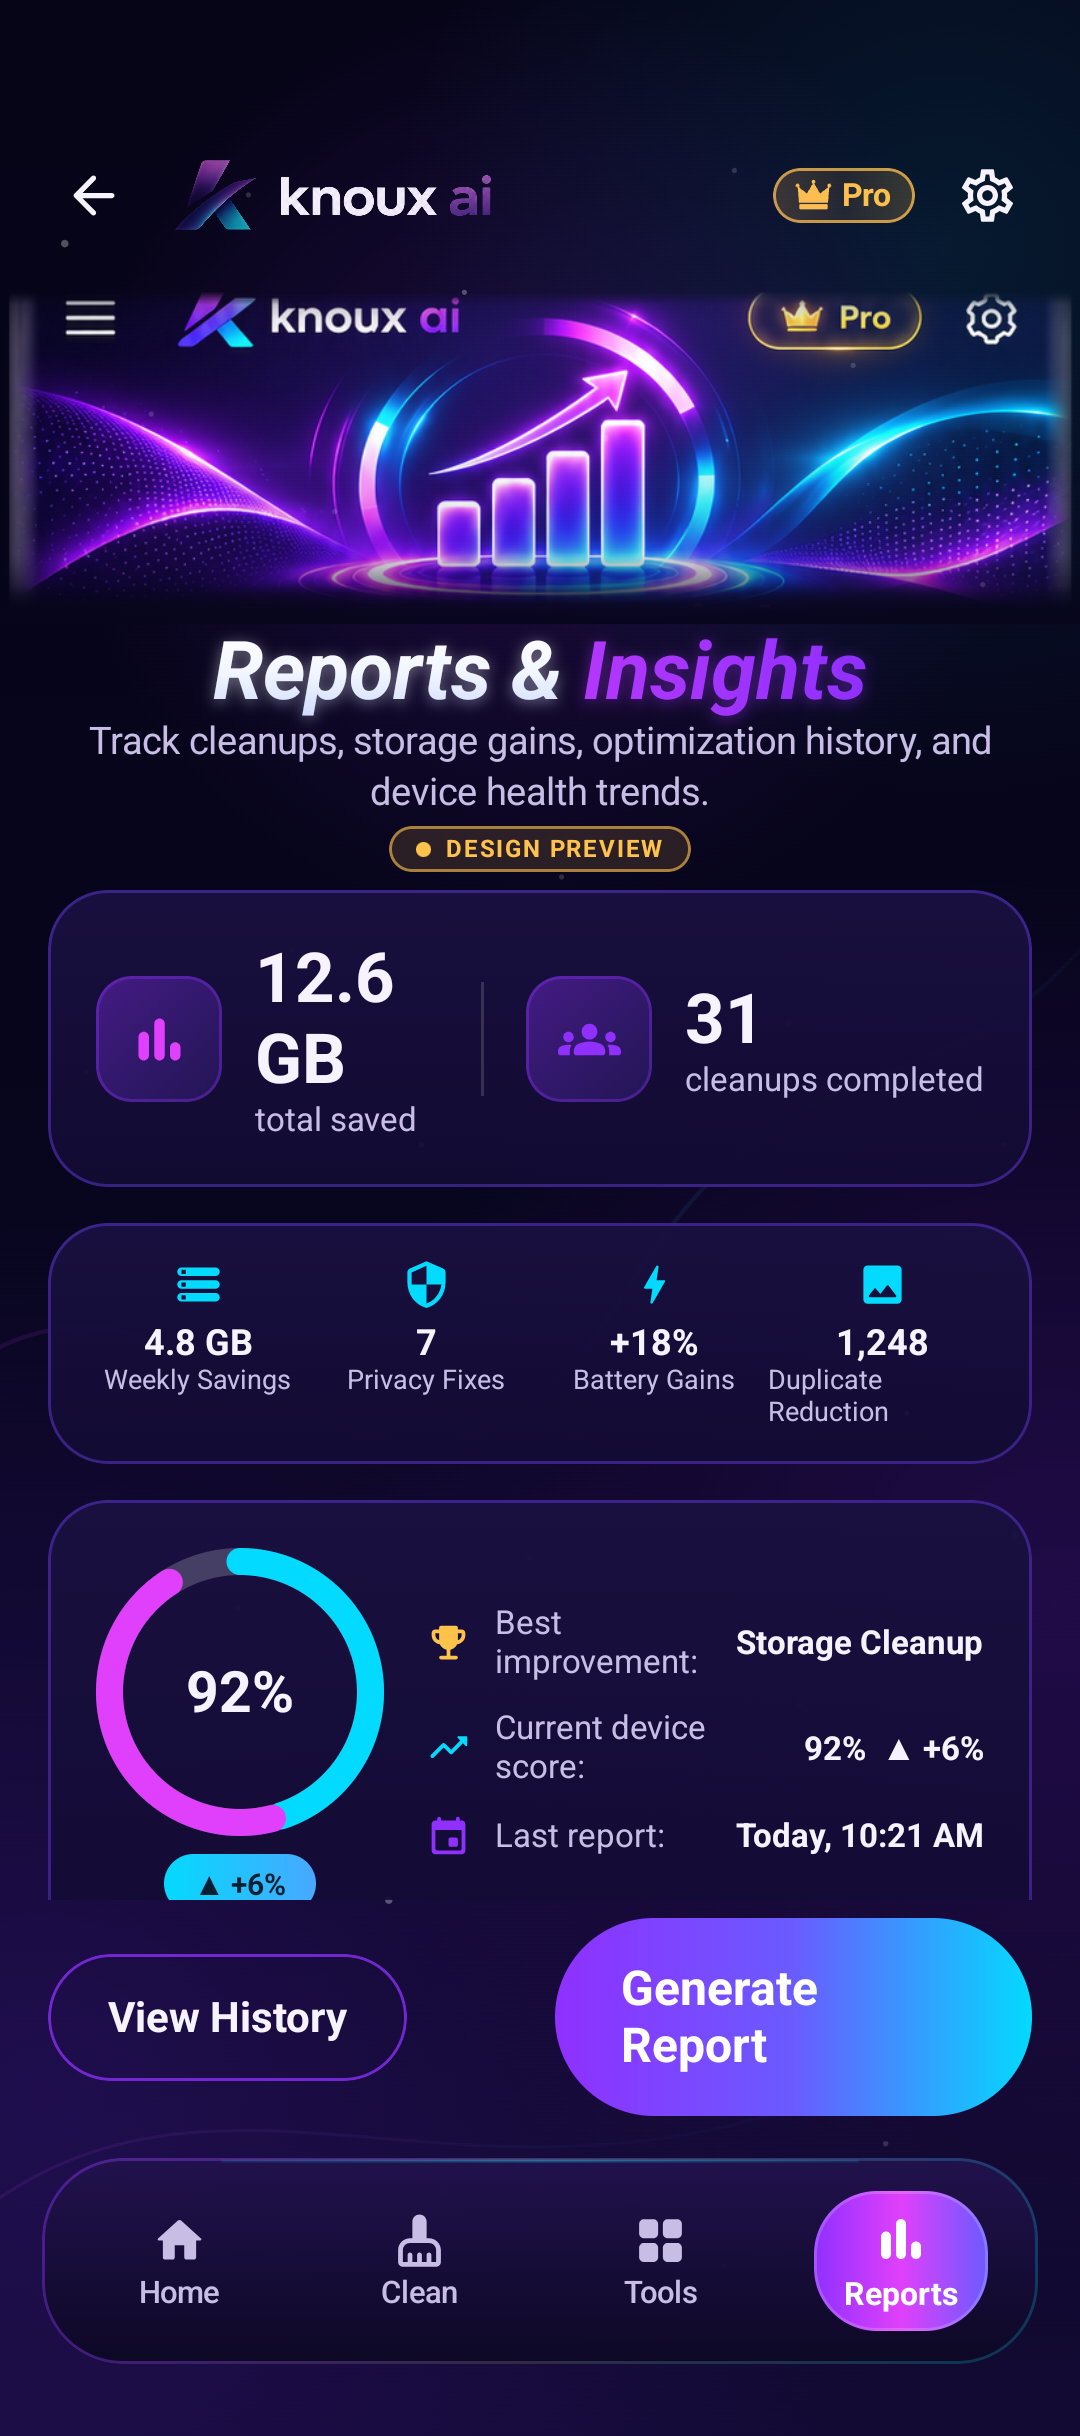 knoux ai
Pro
knoux ai
Pro
Reports & Insights
Track cleanups, storage gains, optimization history, and
device health trends.
DESIGN PREVIEW
12.6
GB
total saved
31
cleanups completed
4.8 GB
Weekly Savings
7
Privacy Fixes
+18%
Battery Gains
1,248
Duplicate
Reduction
92%
▲ +6%
Best
improvement:
Storage Cleanup
Current device
score:
92% ▲ +6%
Last report:
Today, 10:21 AM
View History
Generate
Report
Home
Clean
Tools
Reports